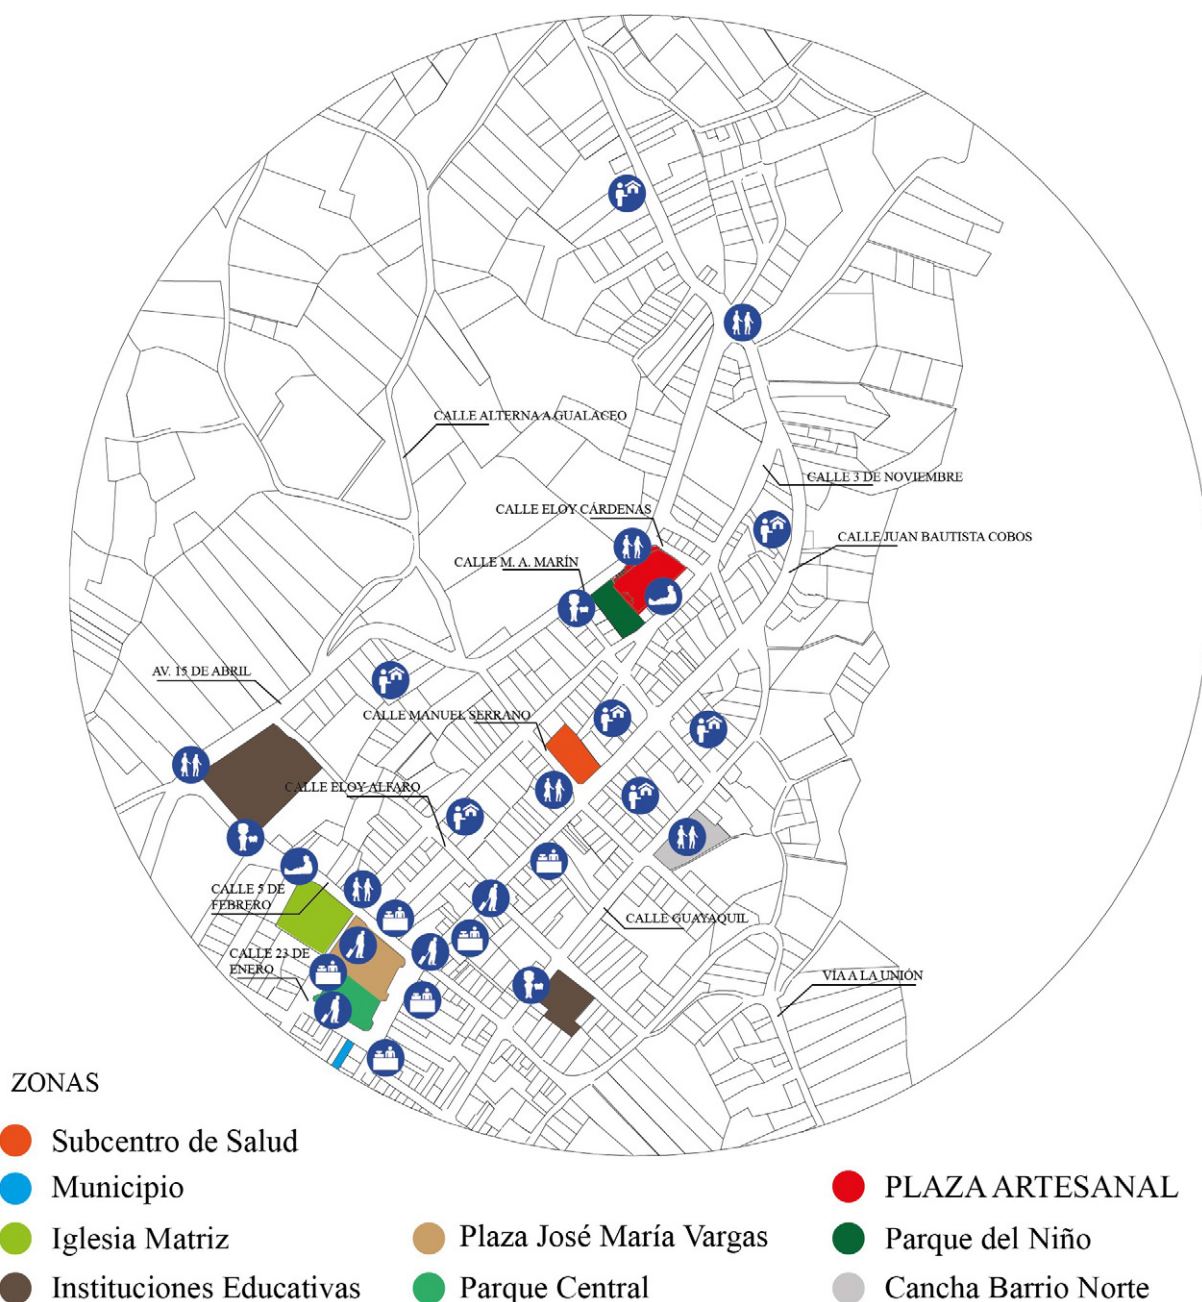 CALLE ALTERNA A GUALACEO
CALLE 3 DE NOVIEMBRE
CALLE ELOY CÁRDENAS
CALLE JUAN BAUTISTA COBOS
CALLE M. A. MARÍN
AV. 15 DE ABRIL
CALLE MANUEL SERRANO
CALLE ELOY ALFARO
CALLE 5 DE
FEBRERO
CALLE GUAYAQUIL
CALLE 23 DE
ENERO
VÍA A LA UNIÓN
ZONAS
Subcentro de Salud
Municipio
Iglesia Matriz
Instituciones Educativas
Plaza José María Vargas
Parque Central
PLAZA ARTESANAL
Parque del Niño
Cancha Barrio Norte